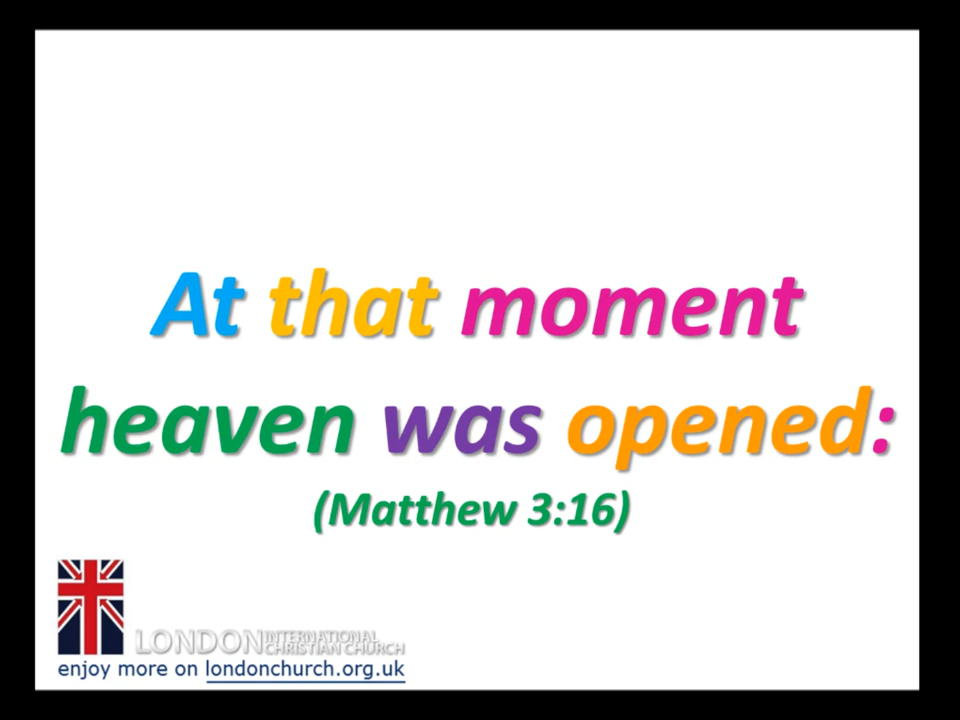 At that moment
heaven was opened:
(Matthew 3:16)
LONDON INTERNATIONAL
CHRISTIAN CHURCH
enjoy more on londonchurch.org.uk